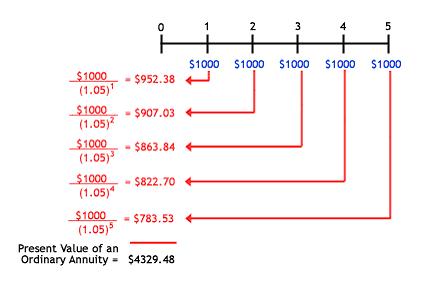 0 1 2 3 4 5
$1000 $1000 $1000 $1000 $1000
$1000
(1.05)1 = $952.38
$1000
(1.05)2 = $907.03
$1000
(1.05)3 = $863.84
$1000
(1.05)4 = $822.70
$1000
(1.05)5 = $783.53
Present Value of an
Ordinary Annuity = $4329.48